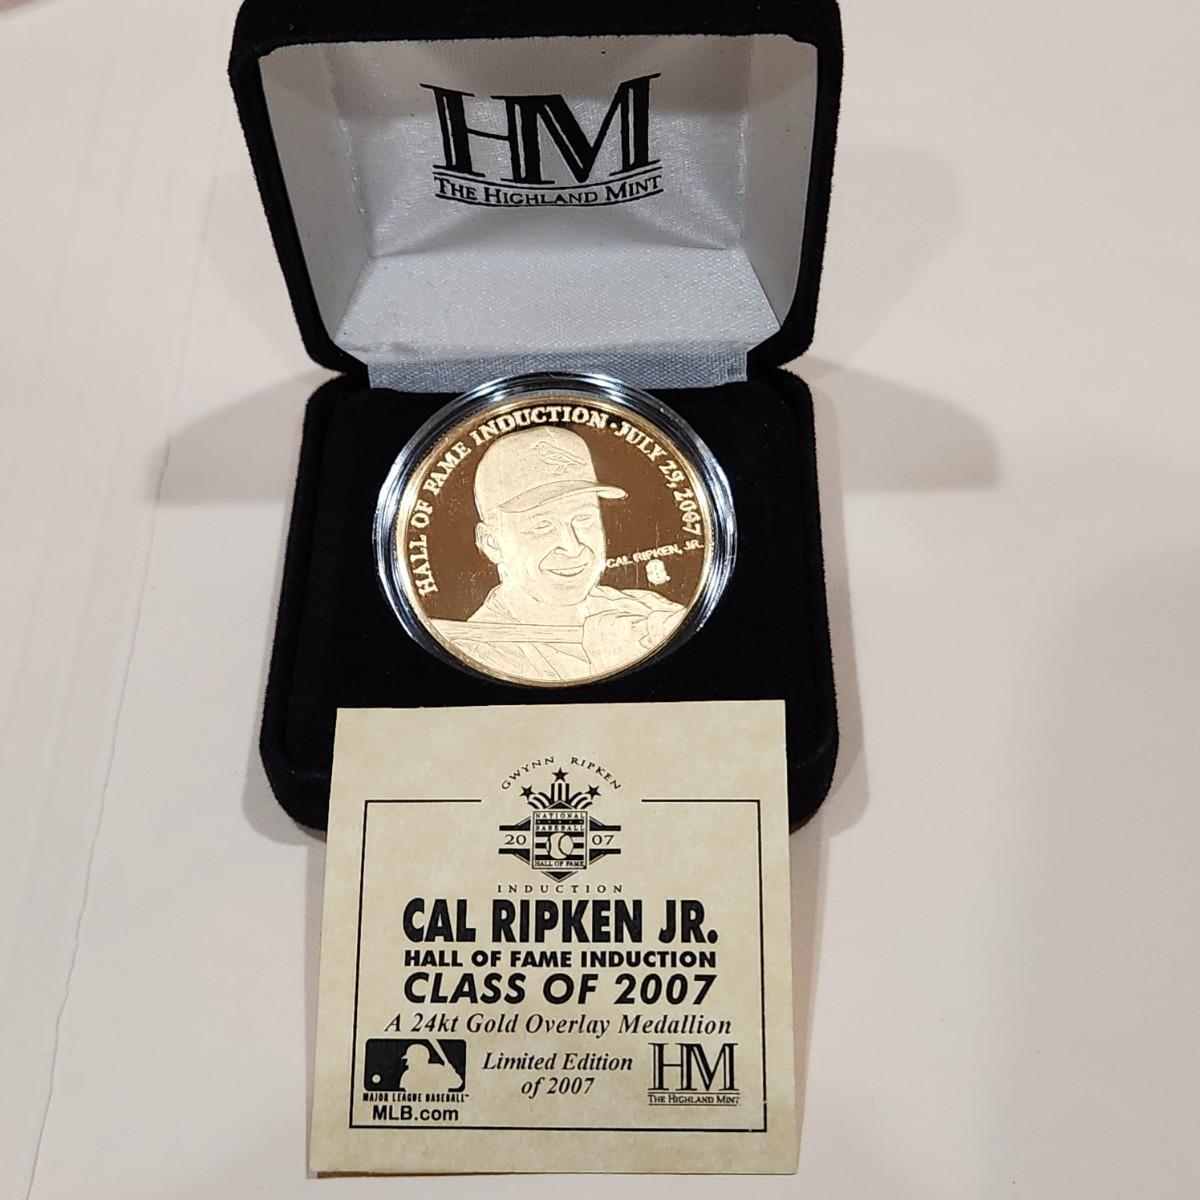 HM
THE HIGHLAND MINT
HALL OF FAME INDUCTION · JULY 29, 2007
CAL RIPKEN, JR.
8
GWYNN RIPKEN
NATIONAL
BASEBALL
20 07
HALL OF FAME
INDUCTION
CAL RIPKEN JR.
HALL OF FAME INDUCTION
CLASS OF 2007
A 24kt Gold Overlay Medallion
Limited Edition
of 2007
MAJOR LEAGUE BASEBALL™
MLB.com
HM
THE HIGHLAND MINT